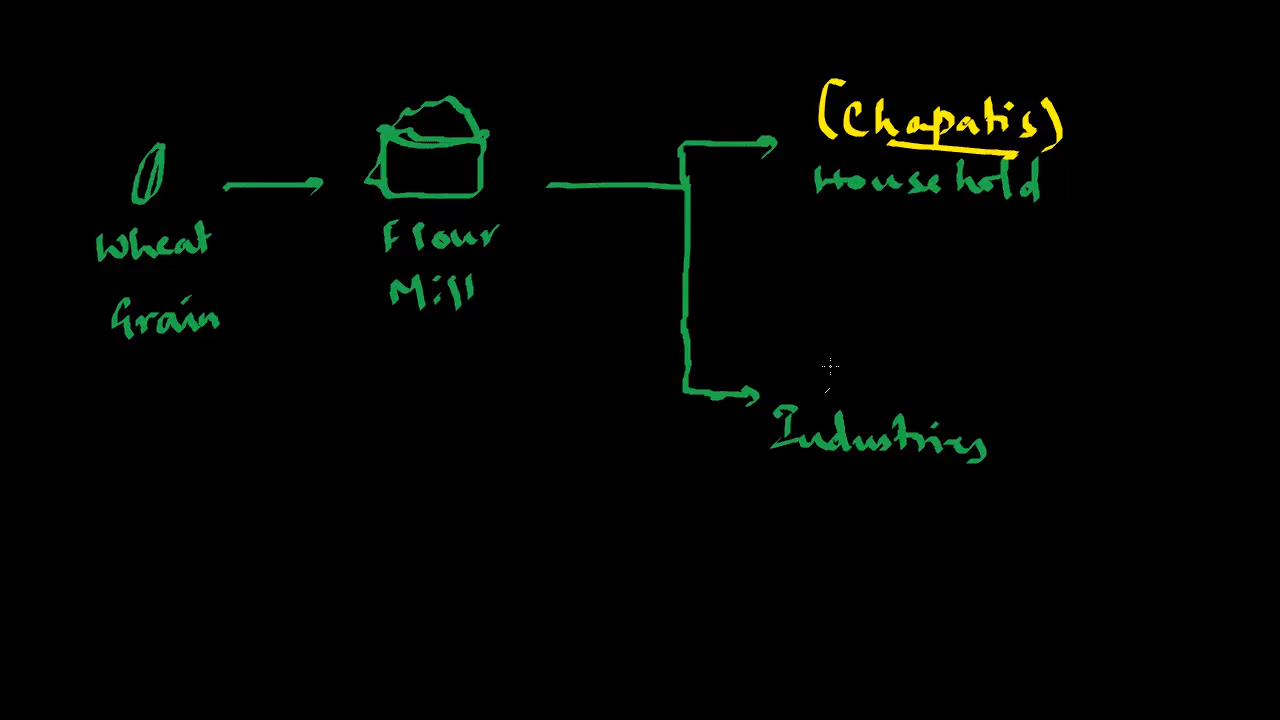 (Chapatis)
Household
Wheat
Grain
Flour
Mill
Industries